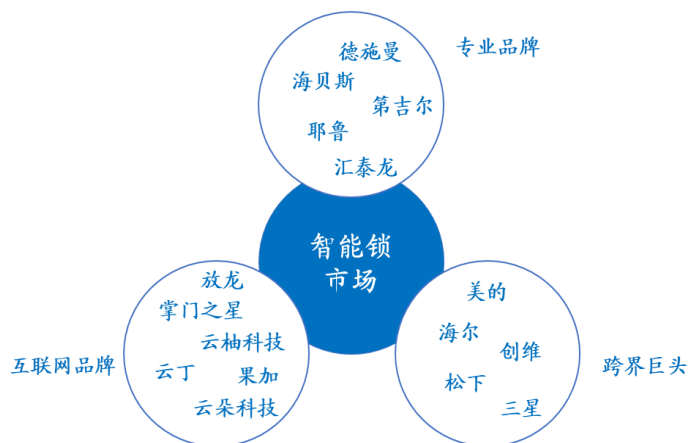 德施曼
专业品牌
海贝斯
第吉尔
耶鲁
汇泰龙
智能锁
市场
放龙
掌门之星
云柚科技
云丁
果加
云朵科技
互联网品牌
美的
海尔
创维
松下
三星
跨界巨头